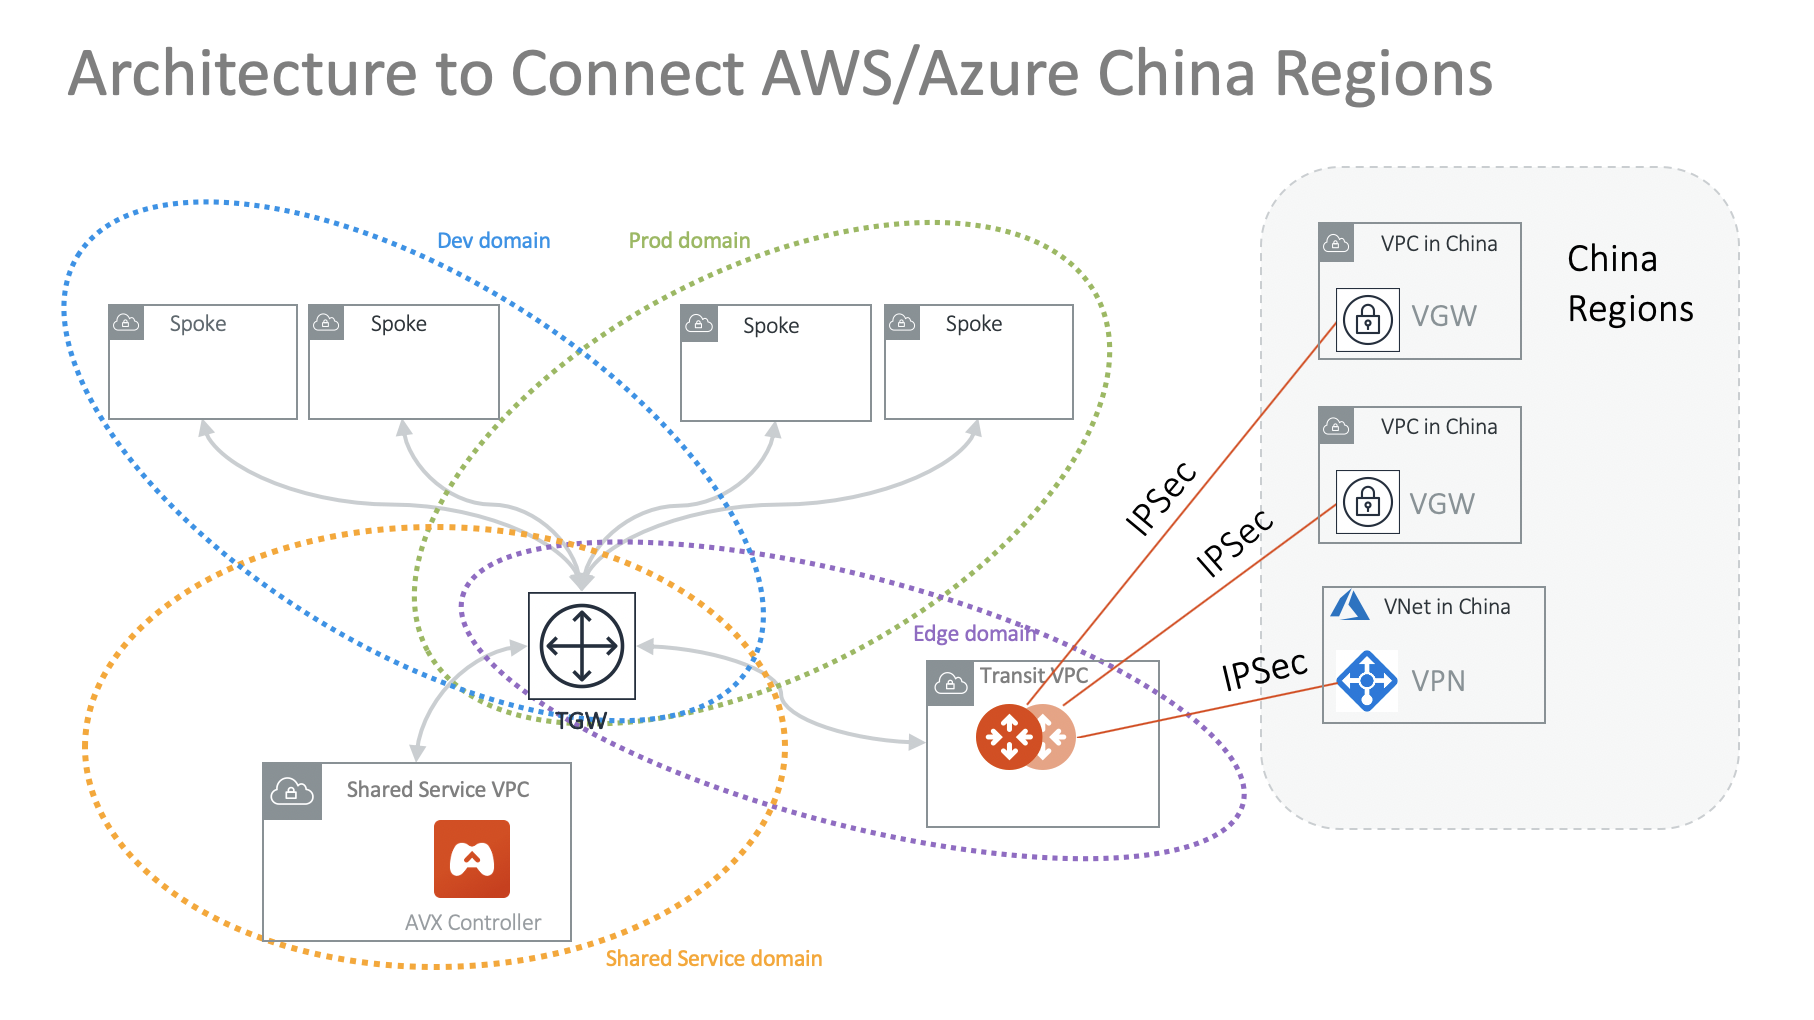 Architecture to Connect AWS/Azure China Regions
Dev domain
Prod domain
Spoke
Spoke
Spoke
Spoke
VPC in China
VGW
China
Regions
VPC in China
VGW
IPSec
IPSec
IPSec
VNet in China
VPN
Edge domain
Transit VPC
TGW
Shared Service VPC
AVX Controller
Shared Service domain